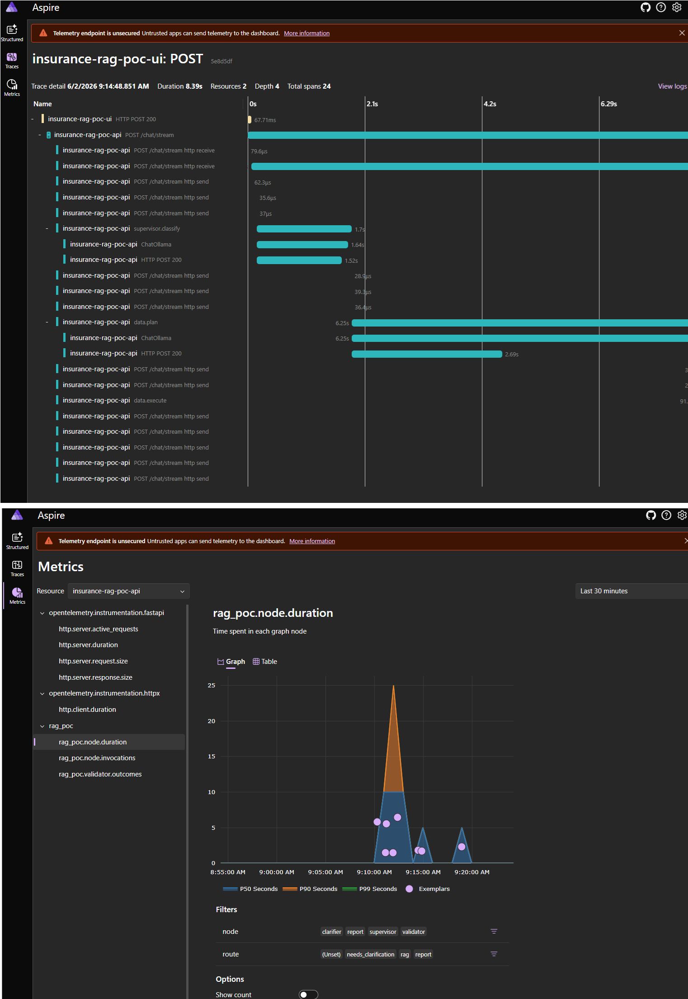 Aspire
Structured
Traces
Metrics
Telemetry endpoint is unsecured Untrusted apps can send telemetry to the dashboard. More information
insurance-rag-poc-ui: POST 5e8d5df
Trace detail 6/2/2026 9:14:48.851 AM Duration 8.39s Resources 2 Depth 4 Total spans 24 View logs
Name 0s 2.1s 4.2s 6.29s
- insurance-rag-poc-ui HTTP POST 200 67.71ms
- insurance-rag-poc-api POST /chat/stream
insurance-rag-poc-api POST /chat/stream http receive 79.6µs
insurance-rag-poc-api POST /chat/stream http receive
insurance-rag-poc-api POST /chat/stream http send 62.3µs
insurance-rag-poc-api POST /chat/stream http send 35.6µs
insurance-rag-poc-api POST /chat/stream http send 37µs
- insurance-rag-poc-api supervisor.classify 1.7s
insurance-rag-poc-api ChatOllama 1.64s
insurance-rag-poc-api HTTP POST 200 1.52s
insurance-rag-poc-api POST /chat/stream http send 28.9µs
insurance-rag-poc-api POST /chat/stream http send 39.3µs
insurance-rag-poc-api POST /chat/stream http send 36.4µs
- insurance-rag-poc-api data.plan 6.25s
insurance-rag-poc-api ChatOllama 6.25s
insurance-rag-poc-api HTTP POST 200 2.69s
insurance-rag-poc-api POST /chat/stream http send 3
insurance-rag-poc-api POST /chat/stream http send 2
insurance-rag-poc-api data.execute 91.
insurance-rag-poc-api POST /chat/stream http send
insurance-rag-poc-api POST /chat/stream http send
insurance-rag-poc-api POST /chat/stream http send
insurance-rag-poc-api POST /chat/stream http send
insurance-rag-poc-api POST /chat/stream http send
Aspire
Structured
Traces
Metrics
Telemetry endpoint is unsecured Untrusted apps can send telemetry to the dashboard. More information
Metrics
Resource insurance-rag-poc-api Last 30 minutes
opentelemetry.instrumentation.fastapi
http.server.active_requests
http.server.duration
http.server.request.size
http.server.response.size
opentelemetry.instrumentation.httpx
http.client.duration
rag_poc
rag_poc.node.duration
rag_poc.node.invocations
rag_poc.validator.outcomes
rag_poc.node.duration
Time spent in each graph node
Graph Table
25
20
15
10
5
0
8:55:00 AM 9:00:00 AM 9:05:00 AM 9:10:00 AM 9:15:00 AM 9:20:00 AM
P50 Seconds P90 Seconds P99 Seconds Exemplars
Filters
node clarifier report supervisor validator
route (Unset) needs_clarification rag report
Options
Show count